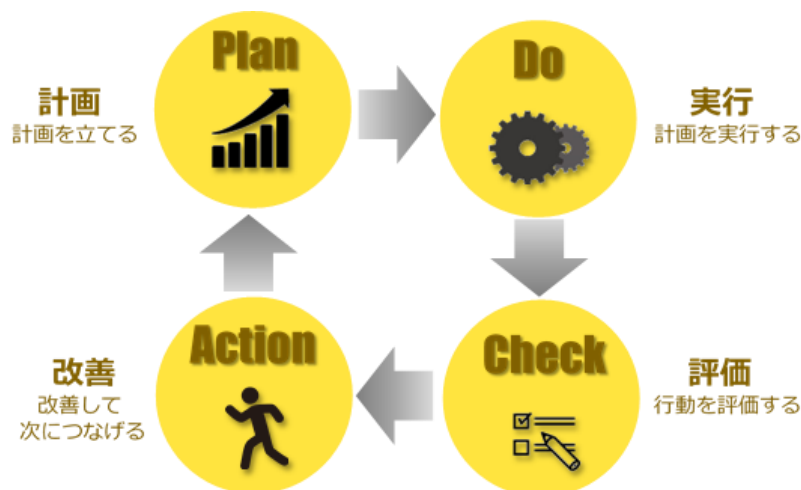 Plan
計画
計画を立てる
Do
実行
計画を実行する
Check
評価
行動を評価する
Action
改善
改善して
次につなげる